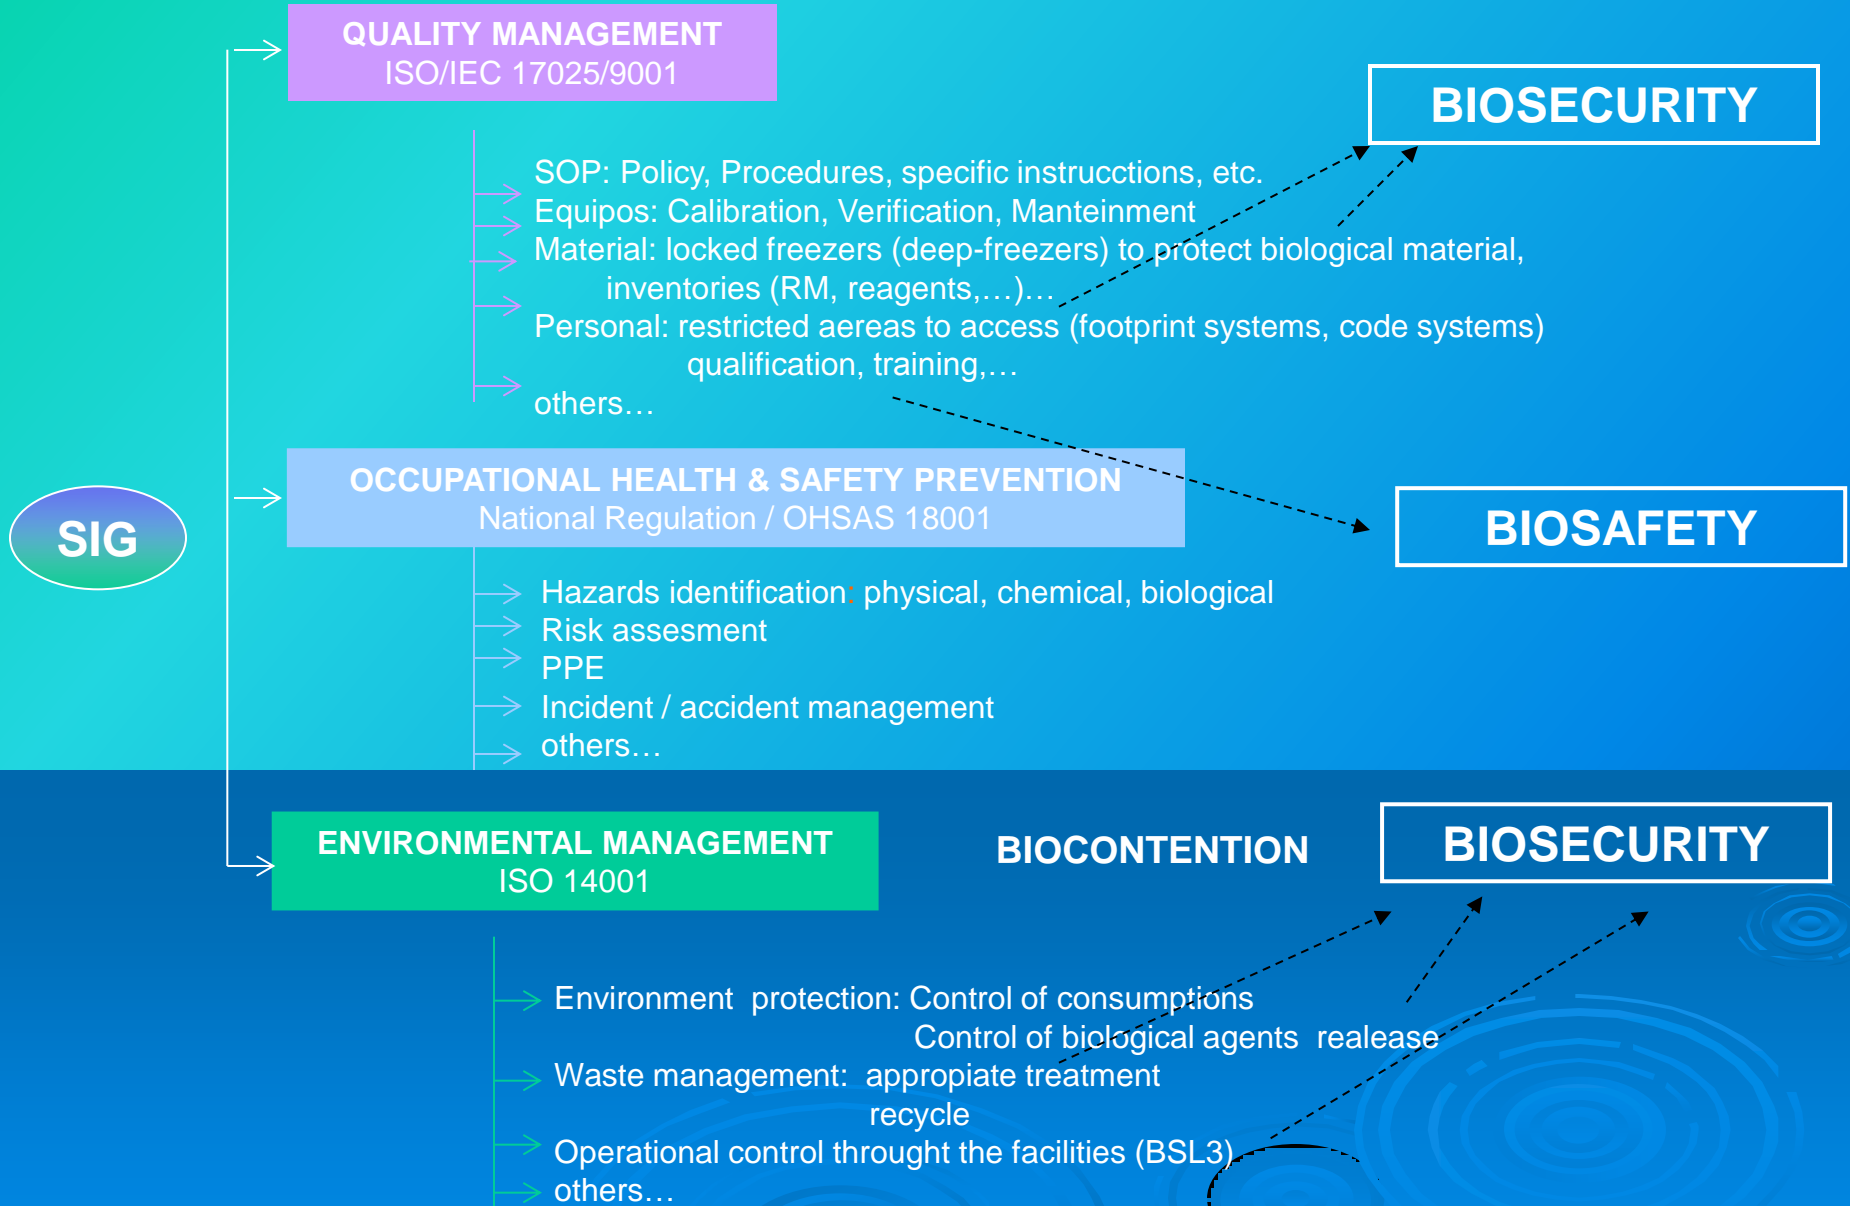 QUALITY MANAGEMENT
ISO/IEC 17025/9001
BIOSECURITY
SOP: Policy, Procedures, specific instrucctions, etc.
Equipos: Calibration, Verification, Manteinment
Material: locked freezers (deep-freezers) to protect biological material,
inventories (RM, reagents,…)…
Personal: restricted aereas to access (footprint systems, code systems)
qualification, training,…
others…
OCCUPATIONAL HEALTH & SAFETY PREVENTION
National Regulation / OHSAS 18001
SIG
BIOSAFETY
Hazards identification: physical, chemical, biological
Risk assesment
PPE
Incident / accident management
others…
ENVIRONMENTAL MANAGEMENT
ISO 14001
BIOCONTENTION
BIOSECURITY
Environment protection: Control of consumptions
Control of biological agents realease
Waste management: appropiate treatment
recycle
Operational control throught the facilities (BSL3)
others…